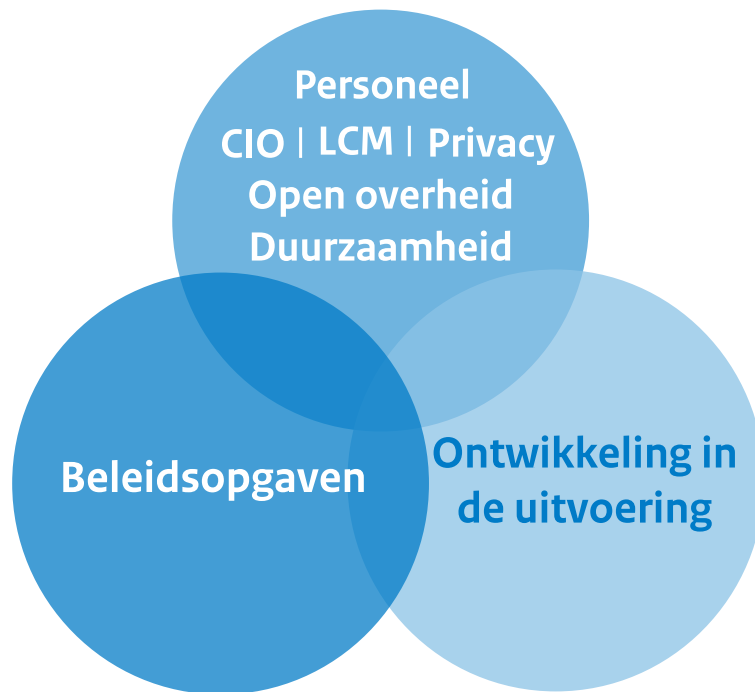 Personeel
CIO | LCM | Privacy
Open overheid
Duurzaamheid
Beleidsopgaven
Ontwikkeling in
de uitvoering